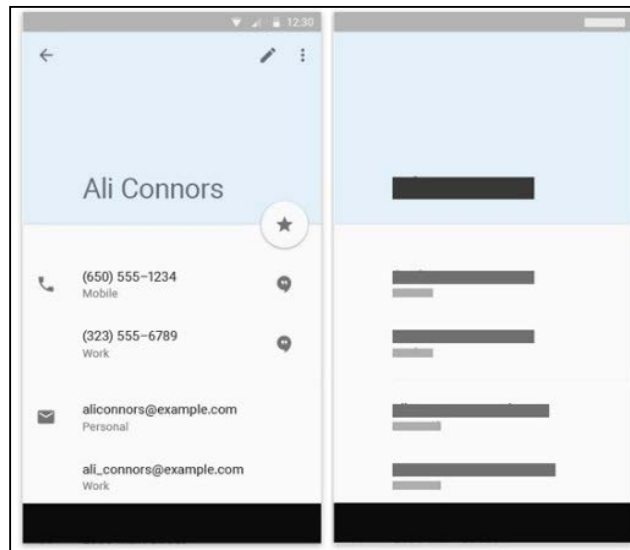 12:30
Ali Connors
(650) 555–1234
Mobile
(323) 555–6789
Work
aliconnors@example.com
Personal
ali_connors@example.com
Work